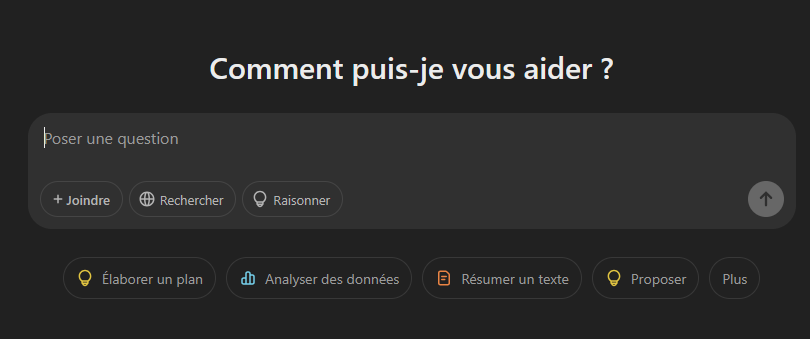 Comment puis-je vous aider ?
Poser une question
+ Joindre Rechercher Raisonner
Élaborer un plan Analyser des données Résumer un texte Proposer Plus